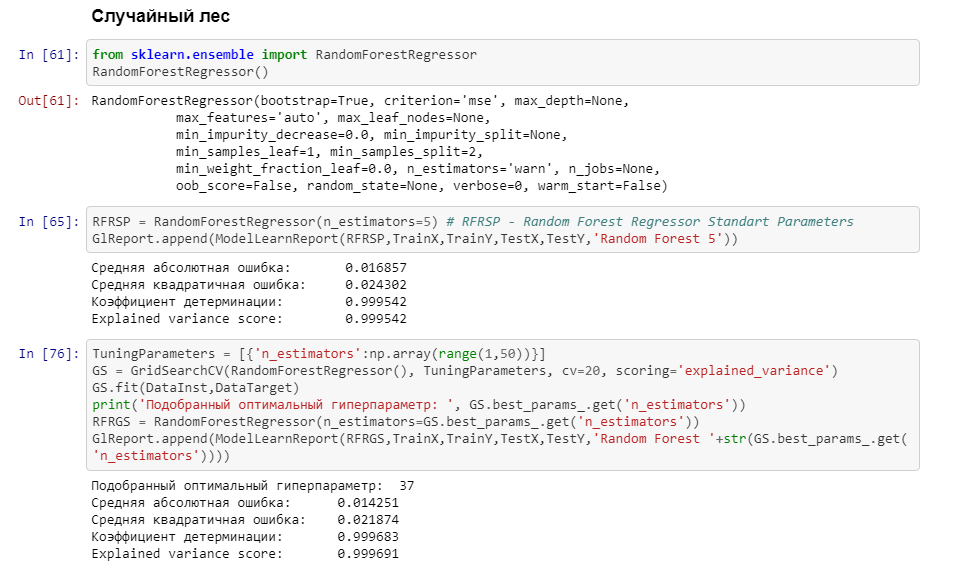 Случайный лес
In [61]: from sklearn.ensemble import RandomForestRegressor
RandomForestRegressor()
Out[61]: RandomForestRegressor(bootstrap=True, criterion='mse', max_depth=None,
max_features='auto', max_leaf_nodes=None,
min_impurity_decrease=0.0, min_impurity_split=None,
min_samples_leaf=1, min_samples_split=2,
min_weight_fraction_leaf=0.0, n_estimators='warn', n_jobs=None,
oob_score=False, random_state=None, verbose=0, warm_start=False)
In [65]: RFRSP = RandomForestRegressor(n_estimators=5) # RFRSP - Random Forest Regressor Standart Parameters
GlReport.append(ModelLearnReport(RFRSP,TrainX,TrainY,TestX,TestY,'Random Forest 5'))
Средняя абсолютная ошибка: 0.016857
Средняя квадратичная ошибка: 0.024302
Коэффициент детерминации: 0.999542
Explained variance score: 0.999542
In [76]: TuningParameters = [{'n_estimators':np.array(range(1,50))}]
GS = GridSearchCV(RandomForestRegressor(), TuningParameters, cv=20, scoring='explained_variance')
GS.fit(DataInst,DataTarget)
print('Подобранный оптимальный гиперпараметр: ', GS.best_params_.get('n_estimators'))
RFRGS = RandomForestRegressor(n_estimators=GS.best_params_.get('n_estimators'))
GlReport.append(ModelLearnReport(RFRGS,TrainX,TrainY,TestX,TestY,'Random Forest '+str(GS.best_params_.get(
'n_estimators'))))
Подобранный оптимальный гиперпараметр: 37
Средняя абсолютная ошибка: 0.014251
Средняя квадратичная ошибка: 0.021874
Коэффициент детерминации: 0.999683
Explained variance score: 0.999691